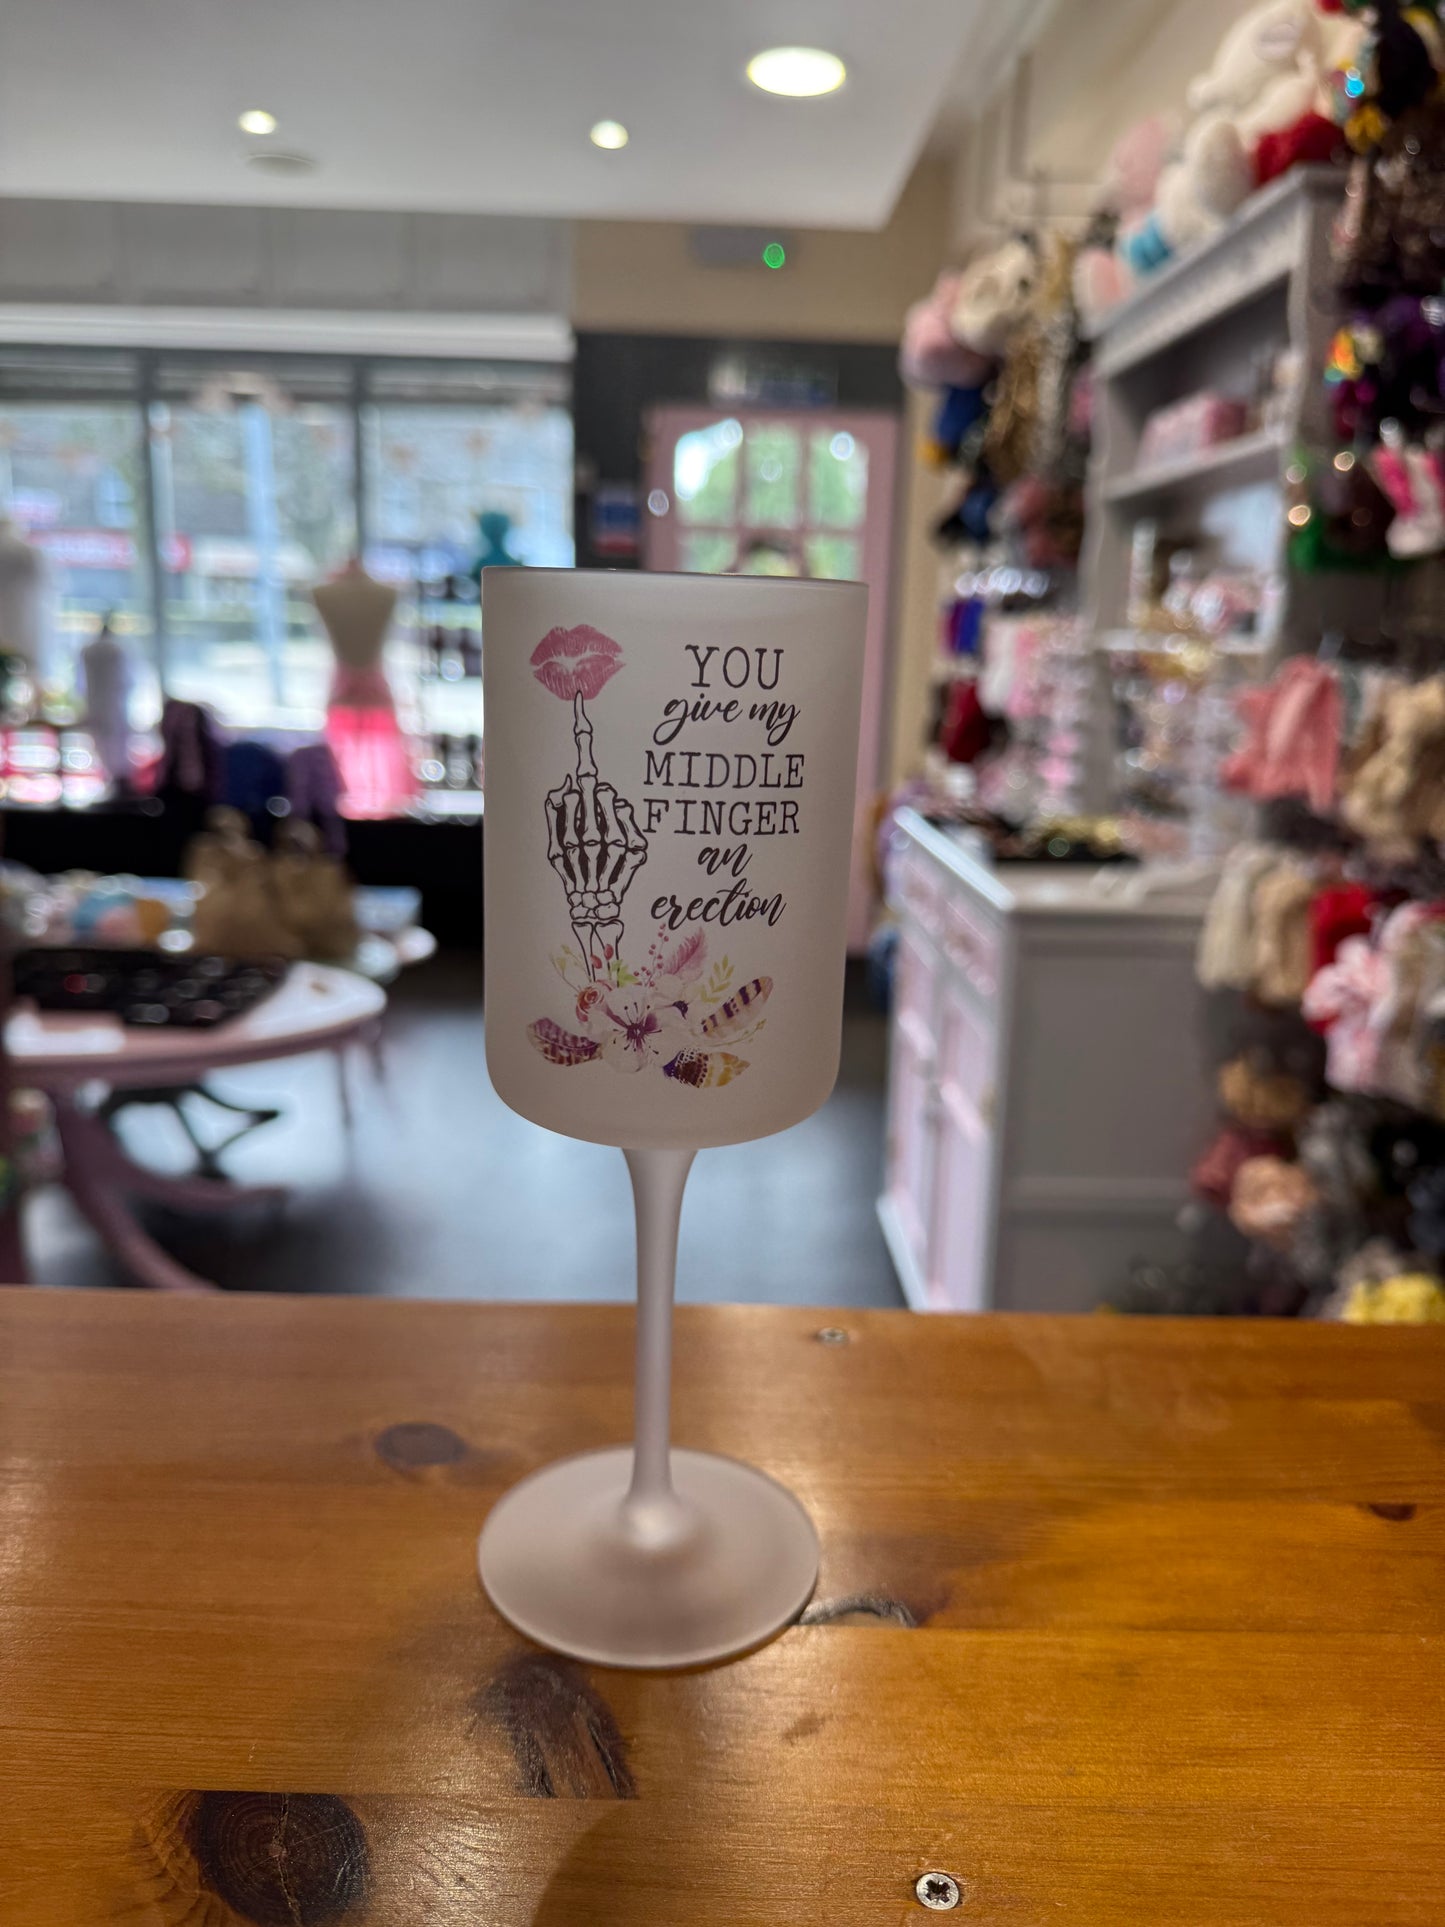 YOU
give my
MIDDLE
FINGER
an
erection